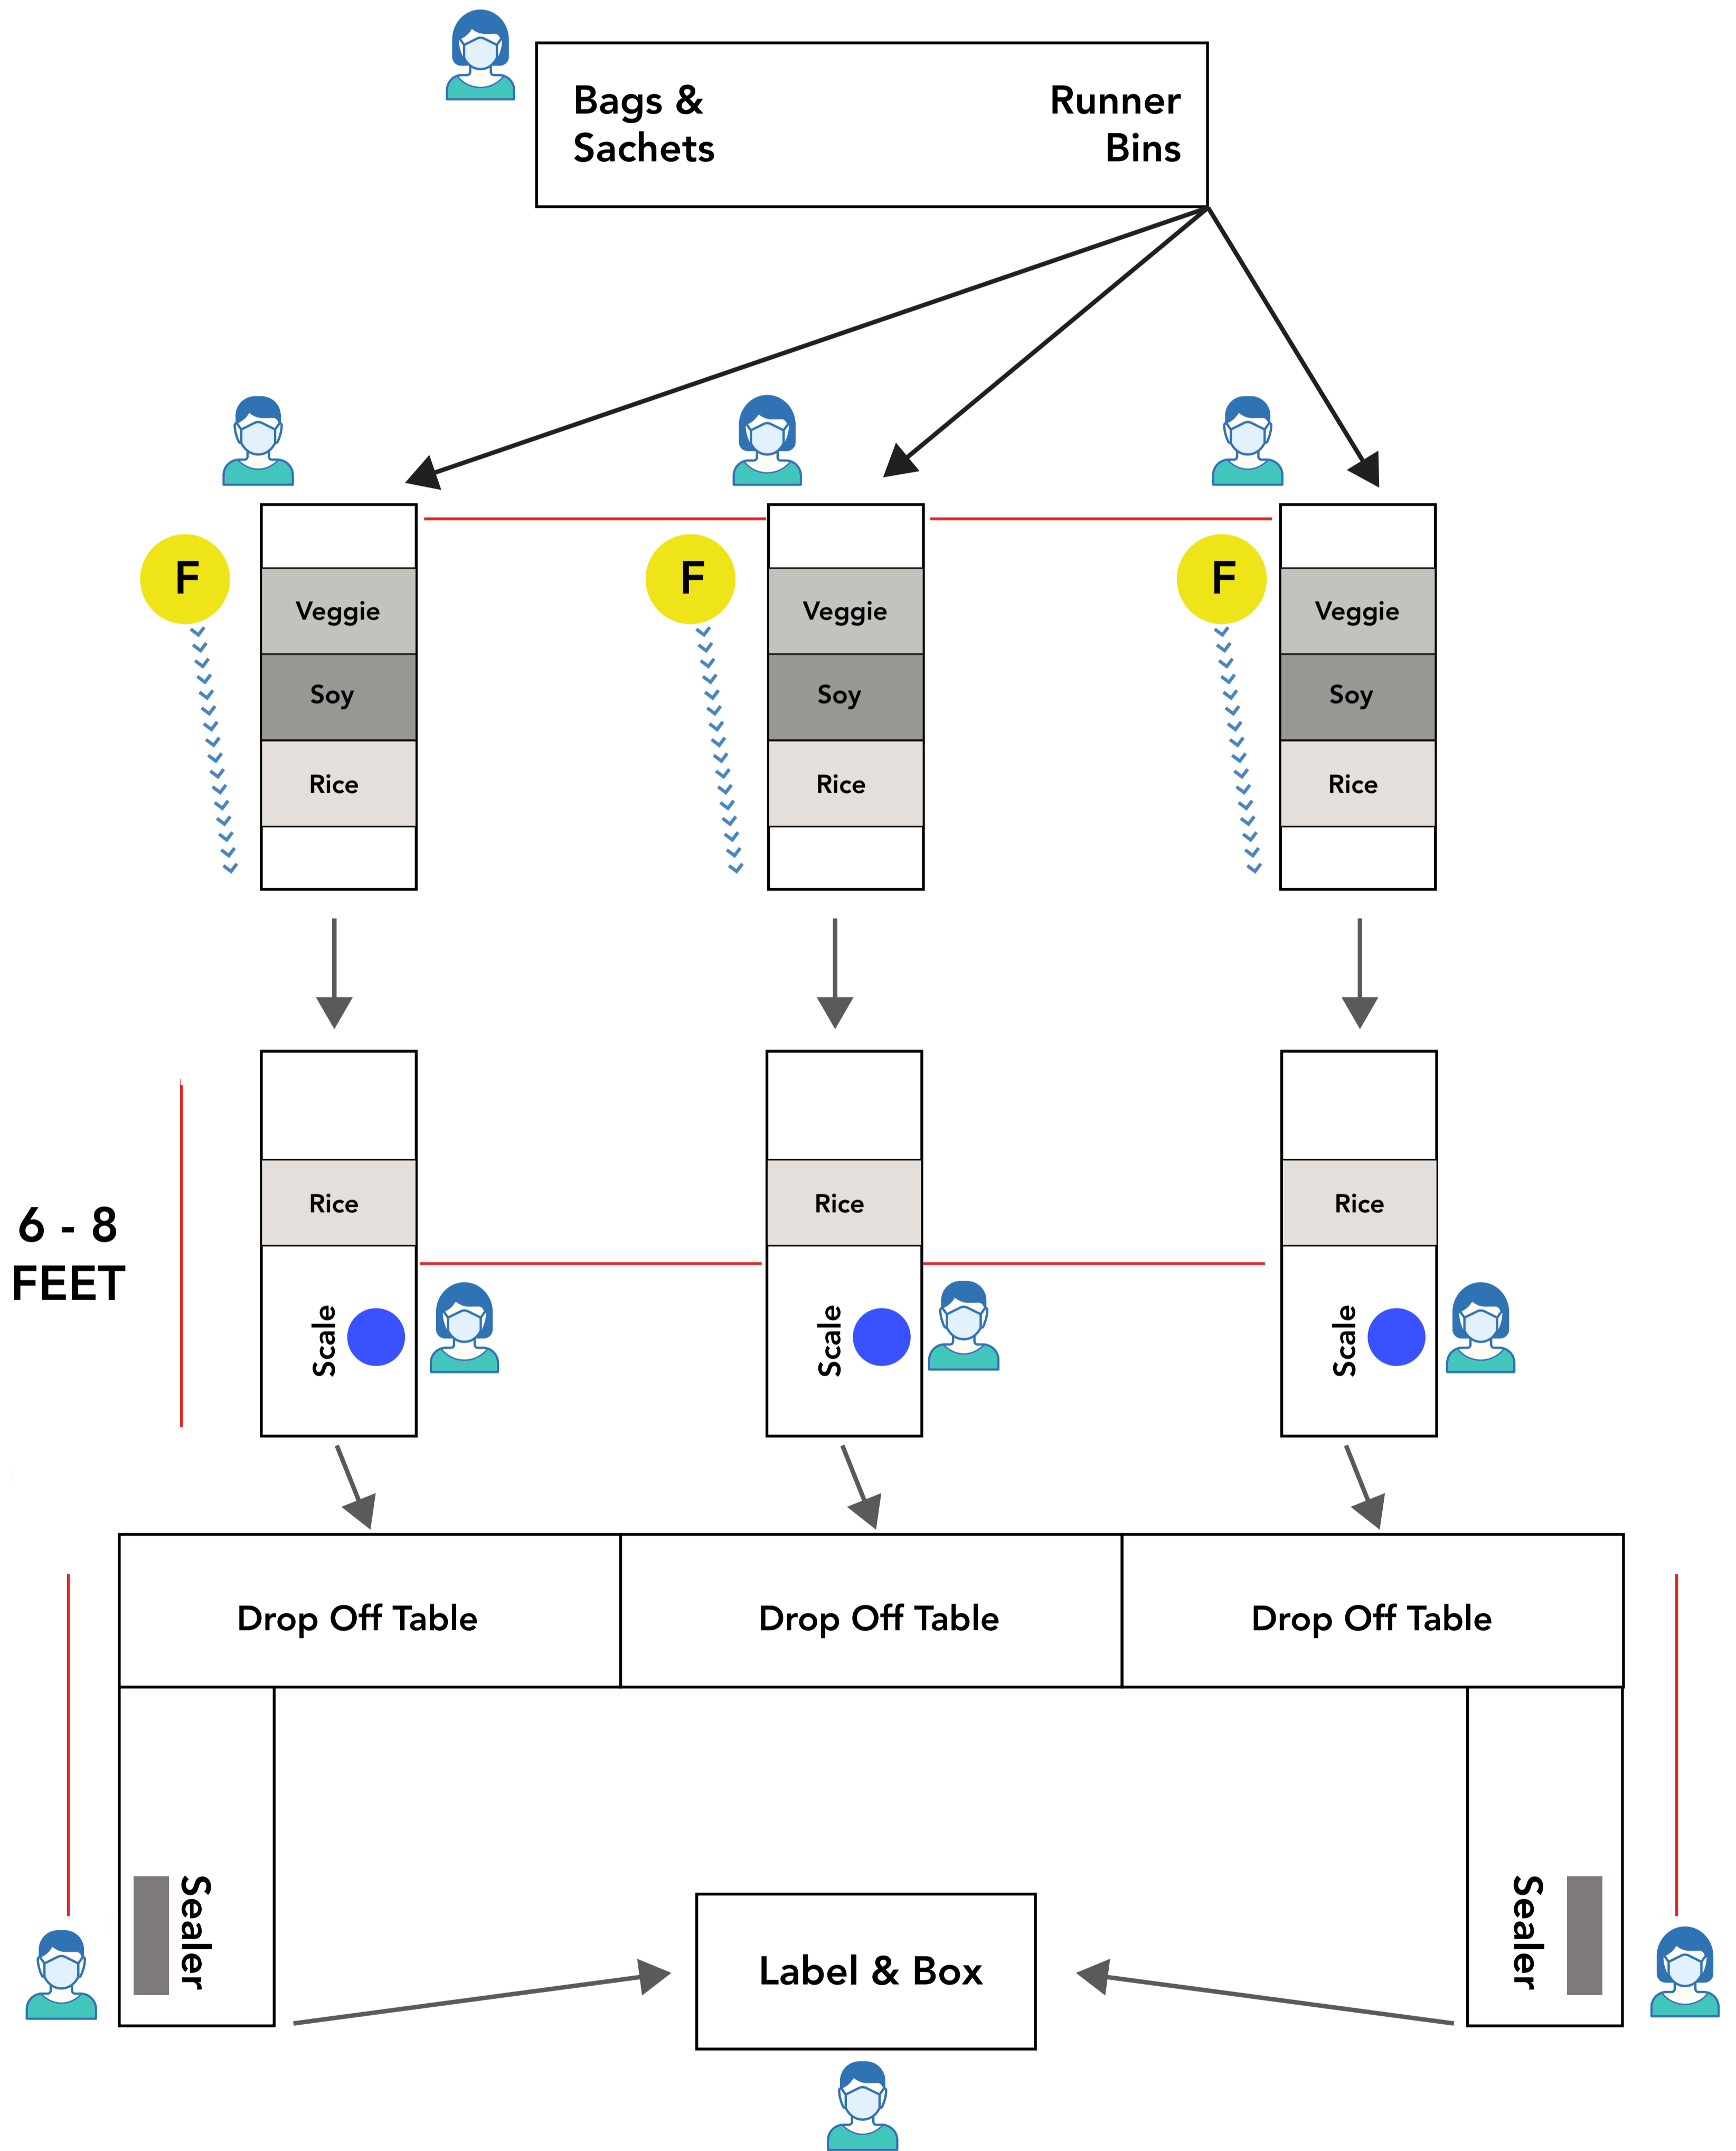 Bags &
Sachets
Runner
Bins
F
F
F
Veggie
Veggie
Veggie
Soy
Soy
Soy
Rice
Rice
Rice
Rice
Rice
Rice
6 - 8
FEET
Scale
Scale
Scale
Drop Off Table
Drop Off Table
Drop Off Table
Sealer
Sealer
Label & Box